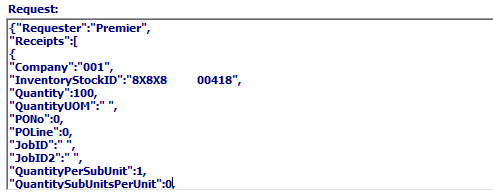 Request:
{"Requester":"Premier",
"Receipts":[
{
"Company":"001",
"InventoryStockID":"8X8X8        00418",
"Quantity":100,
"QuantityUOM":" ",
"PONo":0,
"POLine":0,
"JobID":" ",
"JobID2":" ",
"QuantityPerSubUnit":1,
"QuantitySubUnitsPerUnit":0,